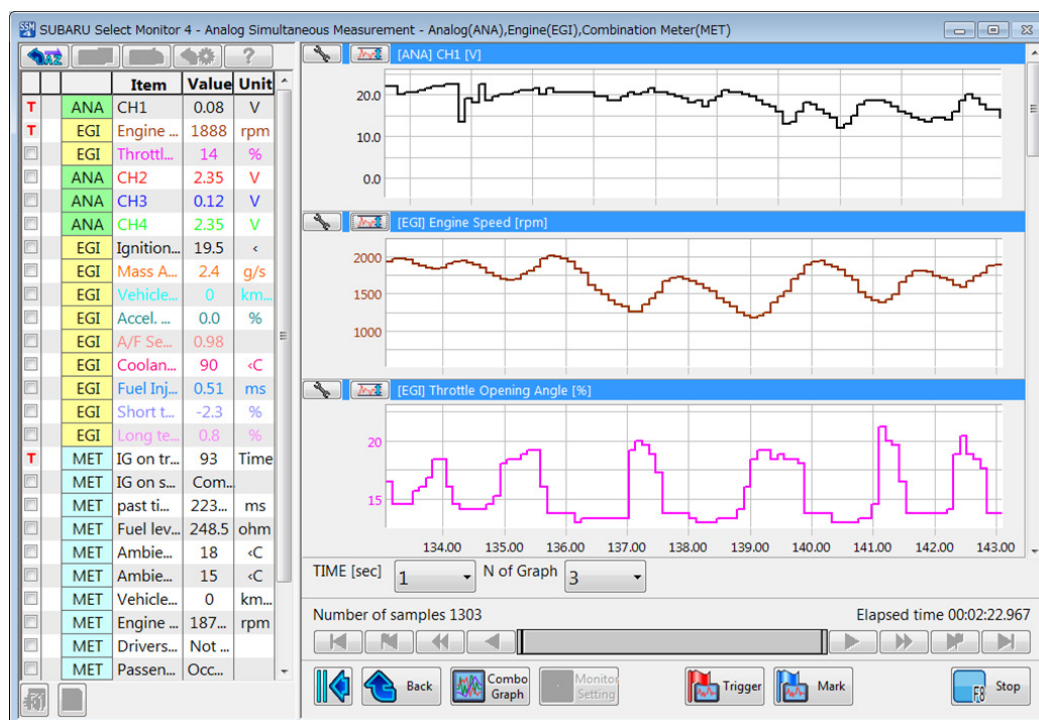 SSM4 SUBARU Select Monitor 4 - Analog Simultaneous Measurement - Analog(ANA),Engine(EGI),Combination Meter(MET)
AZ ?
Item Value Unit
T ANA CH1 0.08 V
T EGI Engine ... 1888 rpm
EGI Throttl... 14 %
ANA CH2 2.35 V
ANA CH3 0.12 V
ANA CH4 2.35 V
EGI Ignition... 19.5 ‹
EGI Mass A... 2.4 g/s
EGI Vehicle... 0 km...
EGI Accel. ... 0.0 %
EGI A/F Se... 0.98
EGI Coolan... 90 ‹C
EGI Fuel Inj... 0.51 ms
EGI Short t... -2.3 %
EGI Long te... 0.8 %
T MET IG on tr... 93 Time
MET IG on s... Com...
MET past ti... 223... ms
MET Fuel lev... 248.5 ohm
MET Ambie... 18 ‹C
MET Ambie... 15 ‹C
MET Vehicle... 0 km...
MET Engine ... 187... rpm
MET Drivers... Not ...
MET Passen... Occ...
[ANA] CH1 [V]
20.0
10.0
0.0
[EGI] Engine Speed [rpm]
2000
1500
1000
[EGI] Throttle Opening Angle [%]
20
15
134.00 135.00 136.00 137.00 138.00 139.00 140.00 141.00 142.00 143.00
TIME [sec] 1 N of Graph 3
Number of samples 1303 Elapsed time 00:02:22.967
Back Combo Graph Monitor Setting Trigger Mark F8 Stop